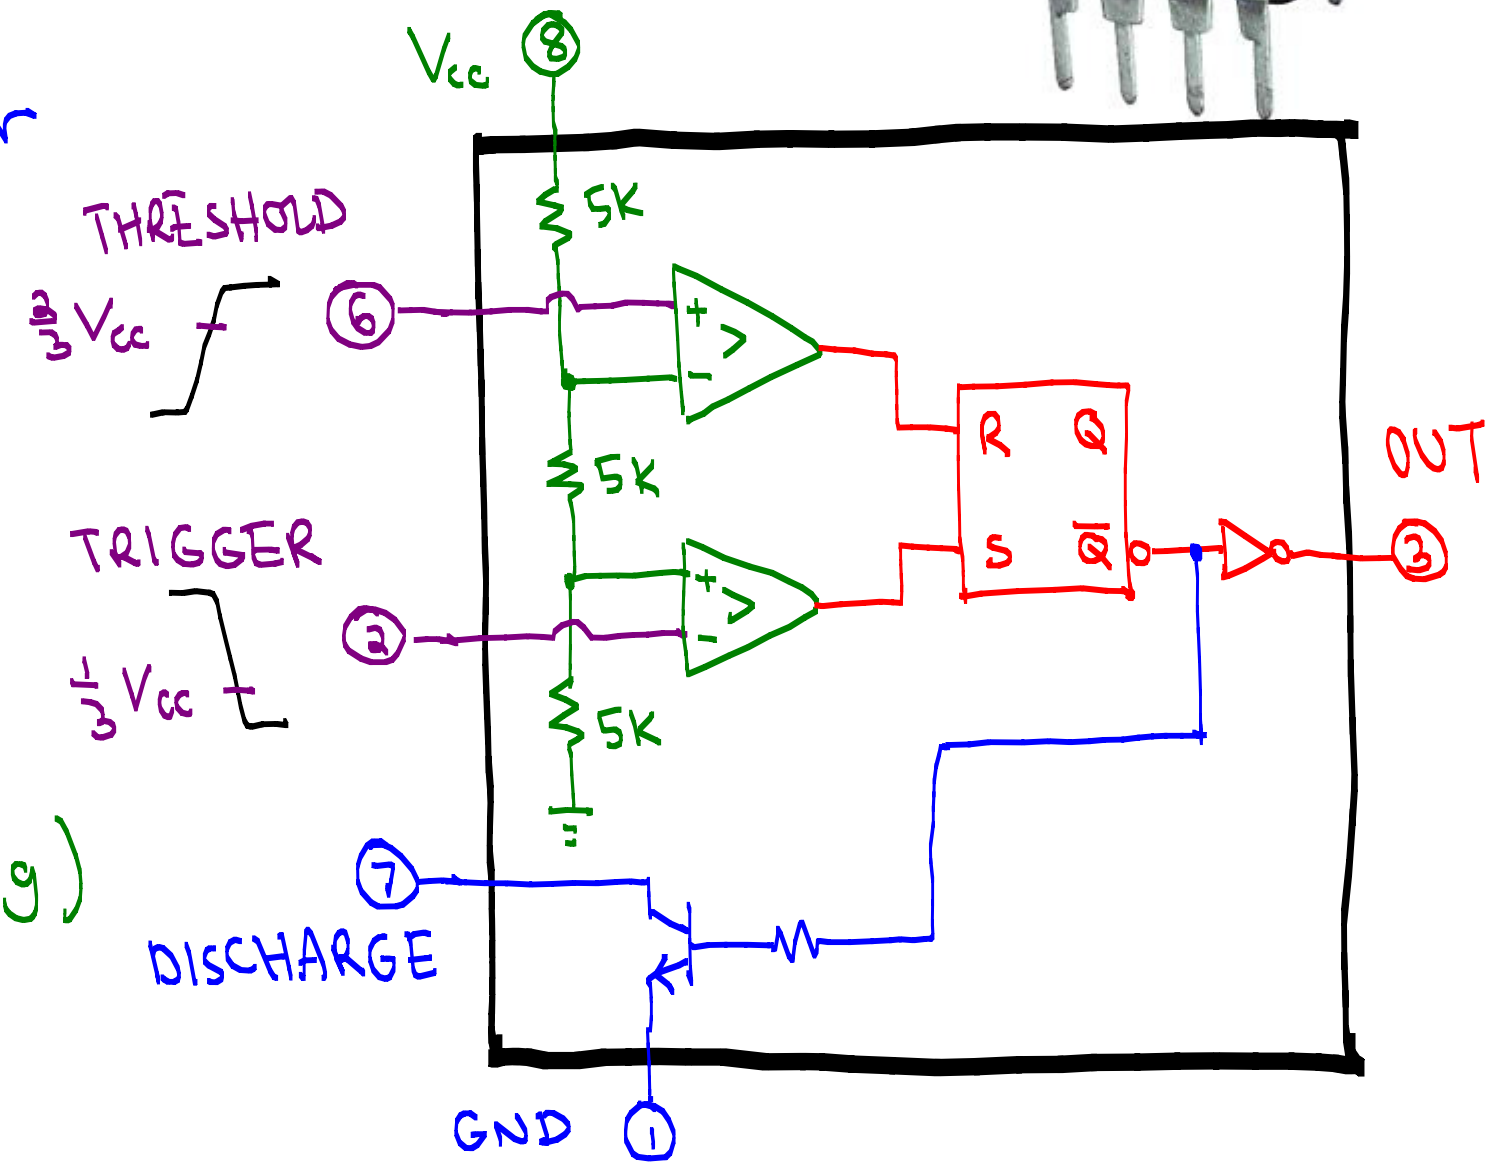 Vcc 8
r
THRESHOLD
5K
2/3 Vcc
6
+
>
-
R Q
OUT
5K
TRIGGER
S Q̅
3
+
>
-
2
1/3 Vcc
5K
g)
7
DISCHARGE
GND 1